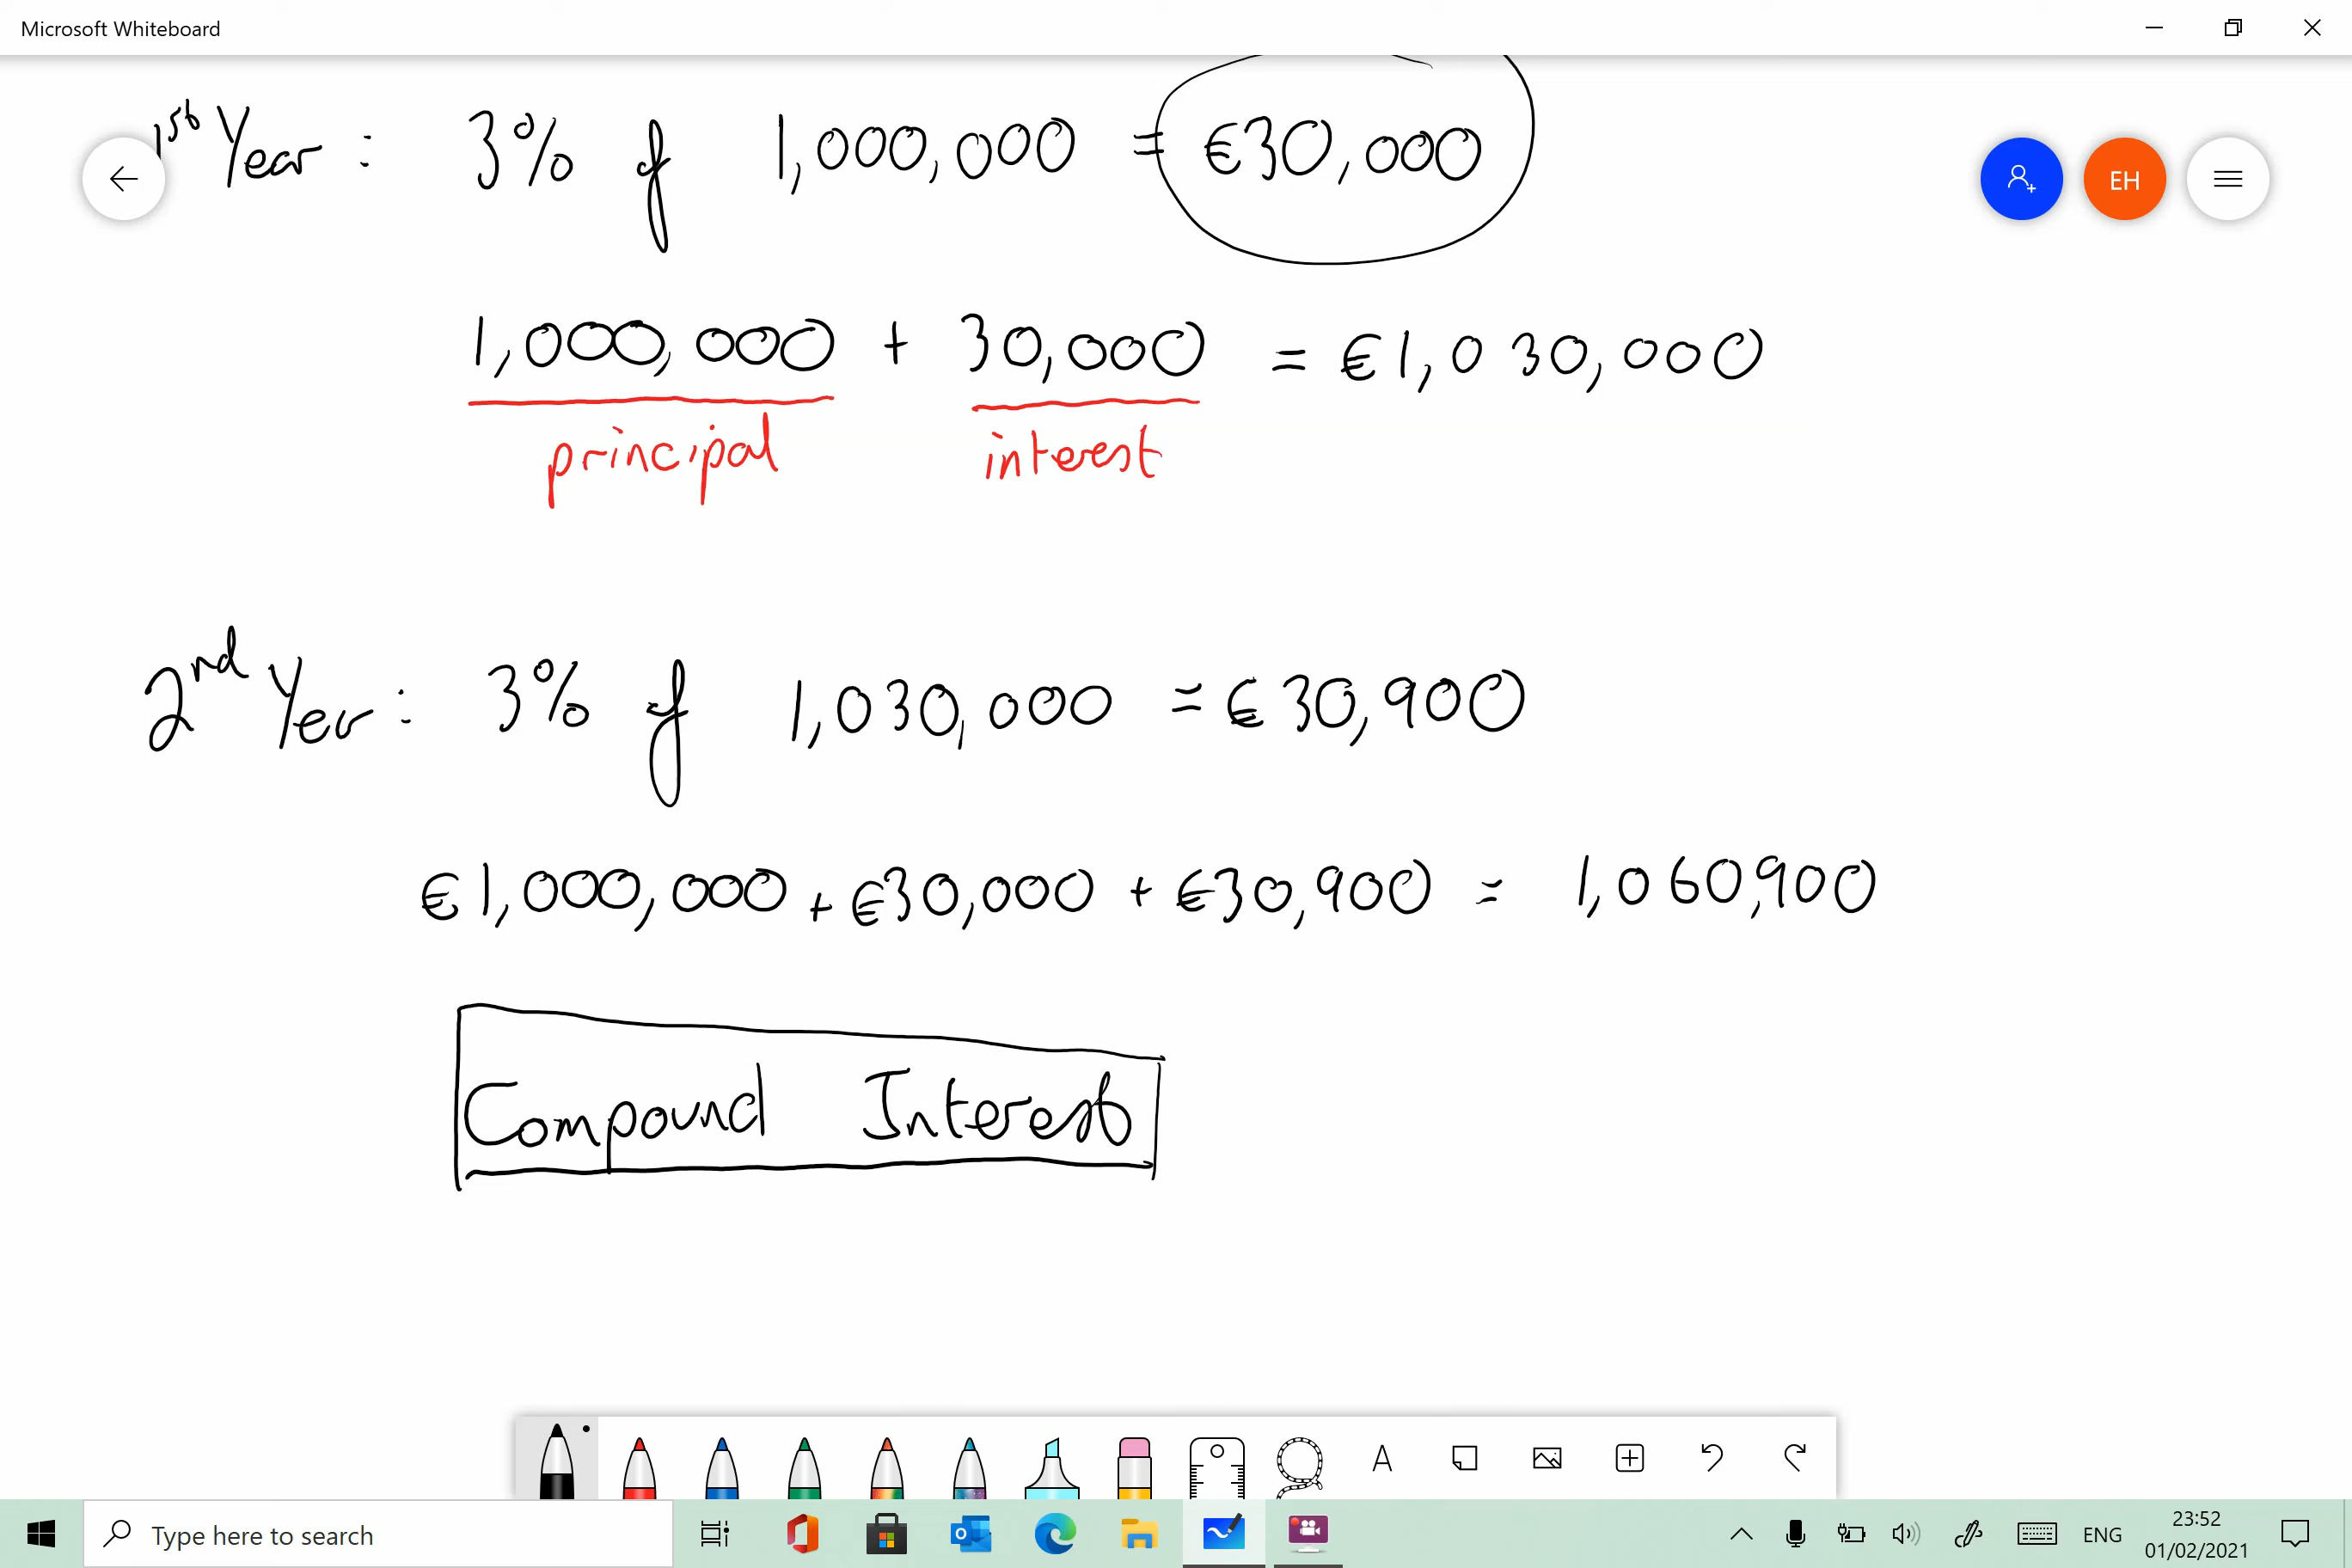 Microsoft Whiteboard
1st Year : 3% of 1,000,000 = €30,000
EH
1,000,000 + 30,000 = €1,030,000
principal interest
2nd Year : 3% of 1,030,000 = €30,900
€1,000,000 + €30,000 + €30,900 = 1,060,900
Compound Interest
A
Type here to search
ENG
23:52
01/02/2021